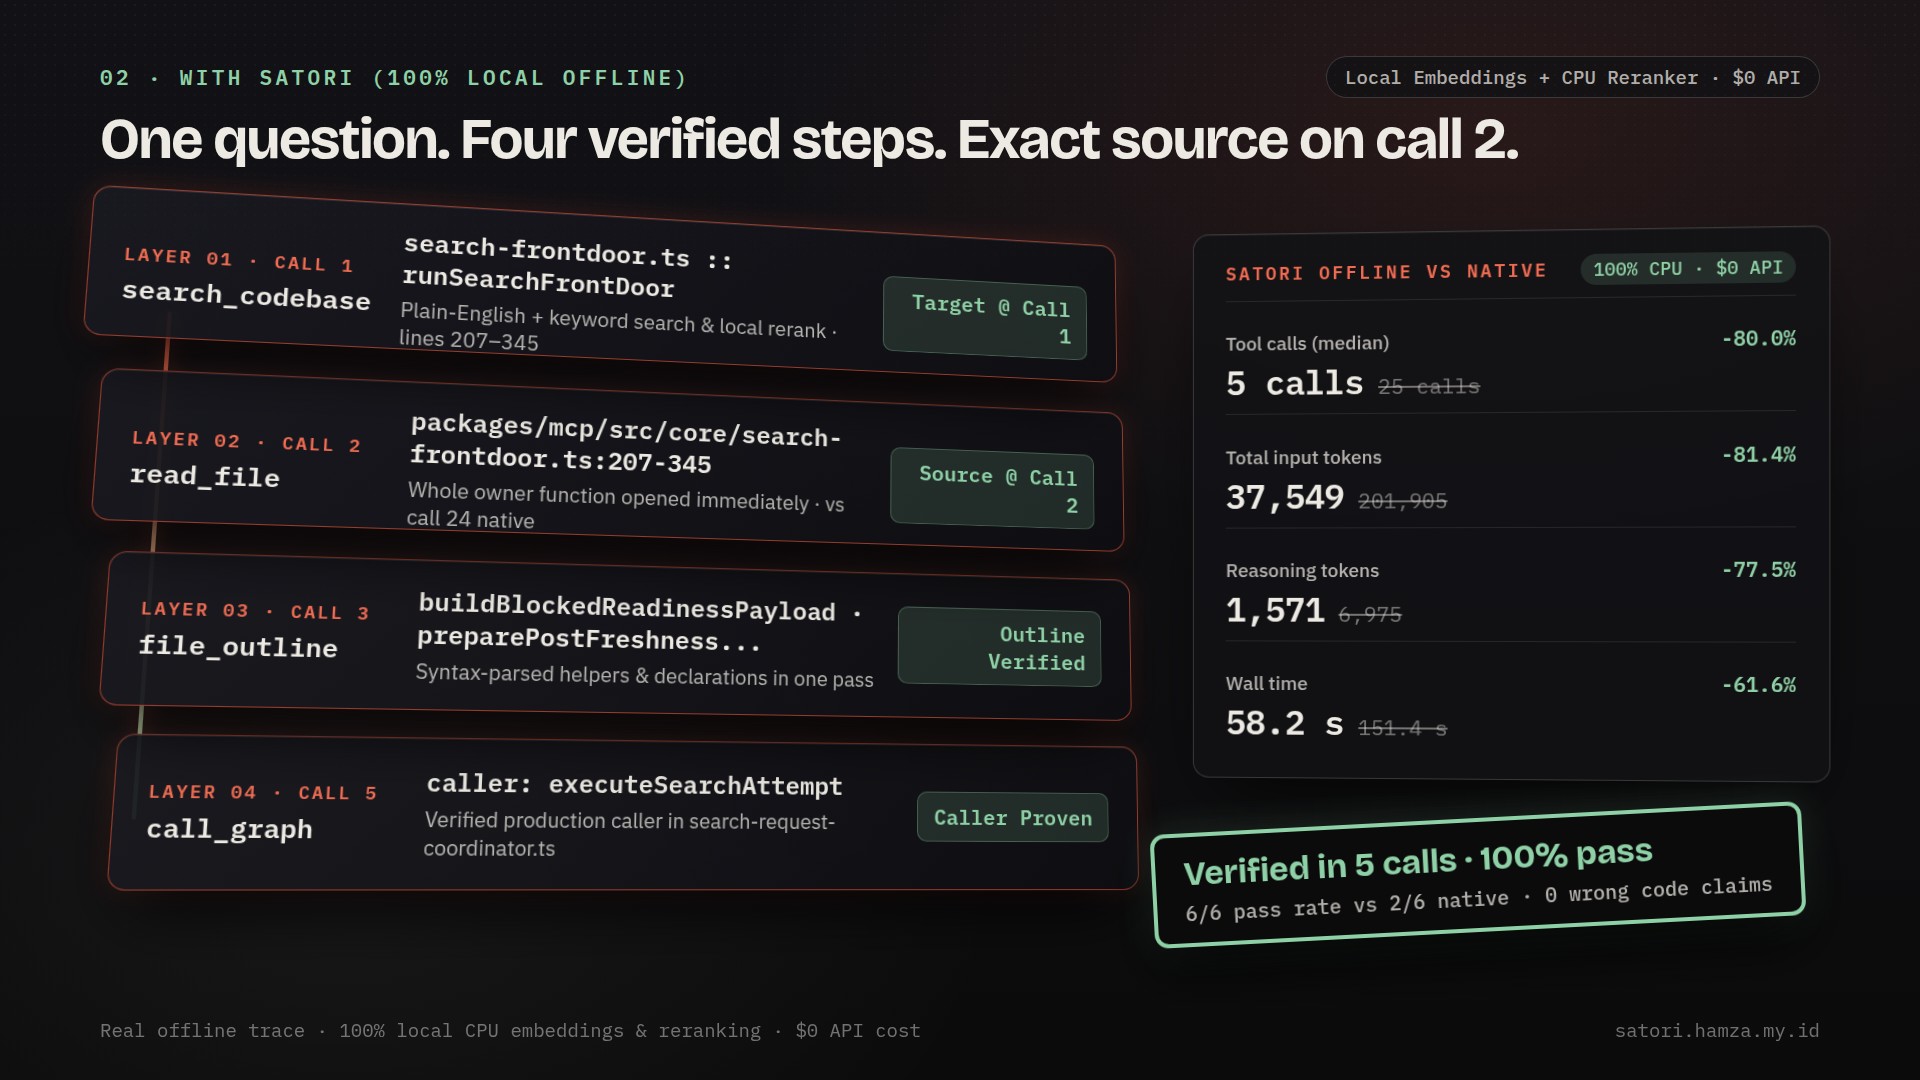 02 · WITH SATORI (100% LOCAL OFFLINE)
Local Embeddings + CPU Reranker · $0 API
One question. Four verified steps. Exact source on call 2.
LAYER 01 · CALL 1
search_codebase
search-frontdoor.ts ::
runSearchFrontDoor
Plain-English + keyword search & local rerank ·
lines 207–345
Target @ Call
1
LAYER 02 · CALL 2
read_file
packages/mcp/src/core/search-
frontdoor.ts:207-345
Whole owner function opened immediately · vs
call 24 native
Source @ Call
2
LAYER 03 · CALL 3
file_outline
buildBlockedReadinessPayload ·
preparePostFreshness...
Syntax-parsed helpers & declarations in one pass
Outline
Verified
LAYER 04 · CALL 5
call_graph
caller: executeSearchAttempt
Verified production caller in search-request-
coordinator.ts
Caller Proven
SATORI OFFLINE VS NATIVE
100% CPU · $0 API
Tool calls (median)
-80.0%
5 calls 25 calls
Total input tokens
-81.4%
37,549 201,905
Reasoning tokens
-77.5%
1,571 6,975
Wall time
-61.6%
58.2 s 151.4 s
Verified in 5 calls · 100% pass
6/6 pass rate vs 2/6 native · 0 wrong code claims
Real offline trace · 100% local CPU embeddings & reranking · $0 API cost
satori.hamza.my.id